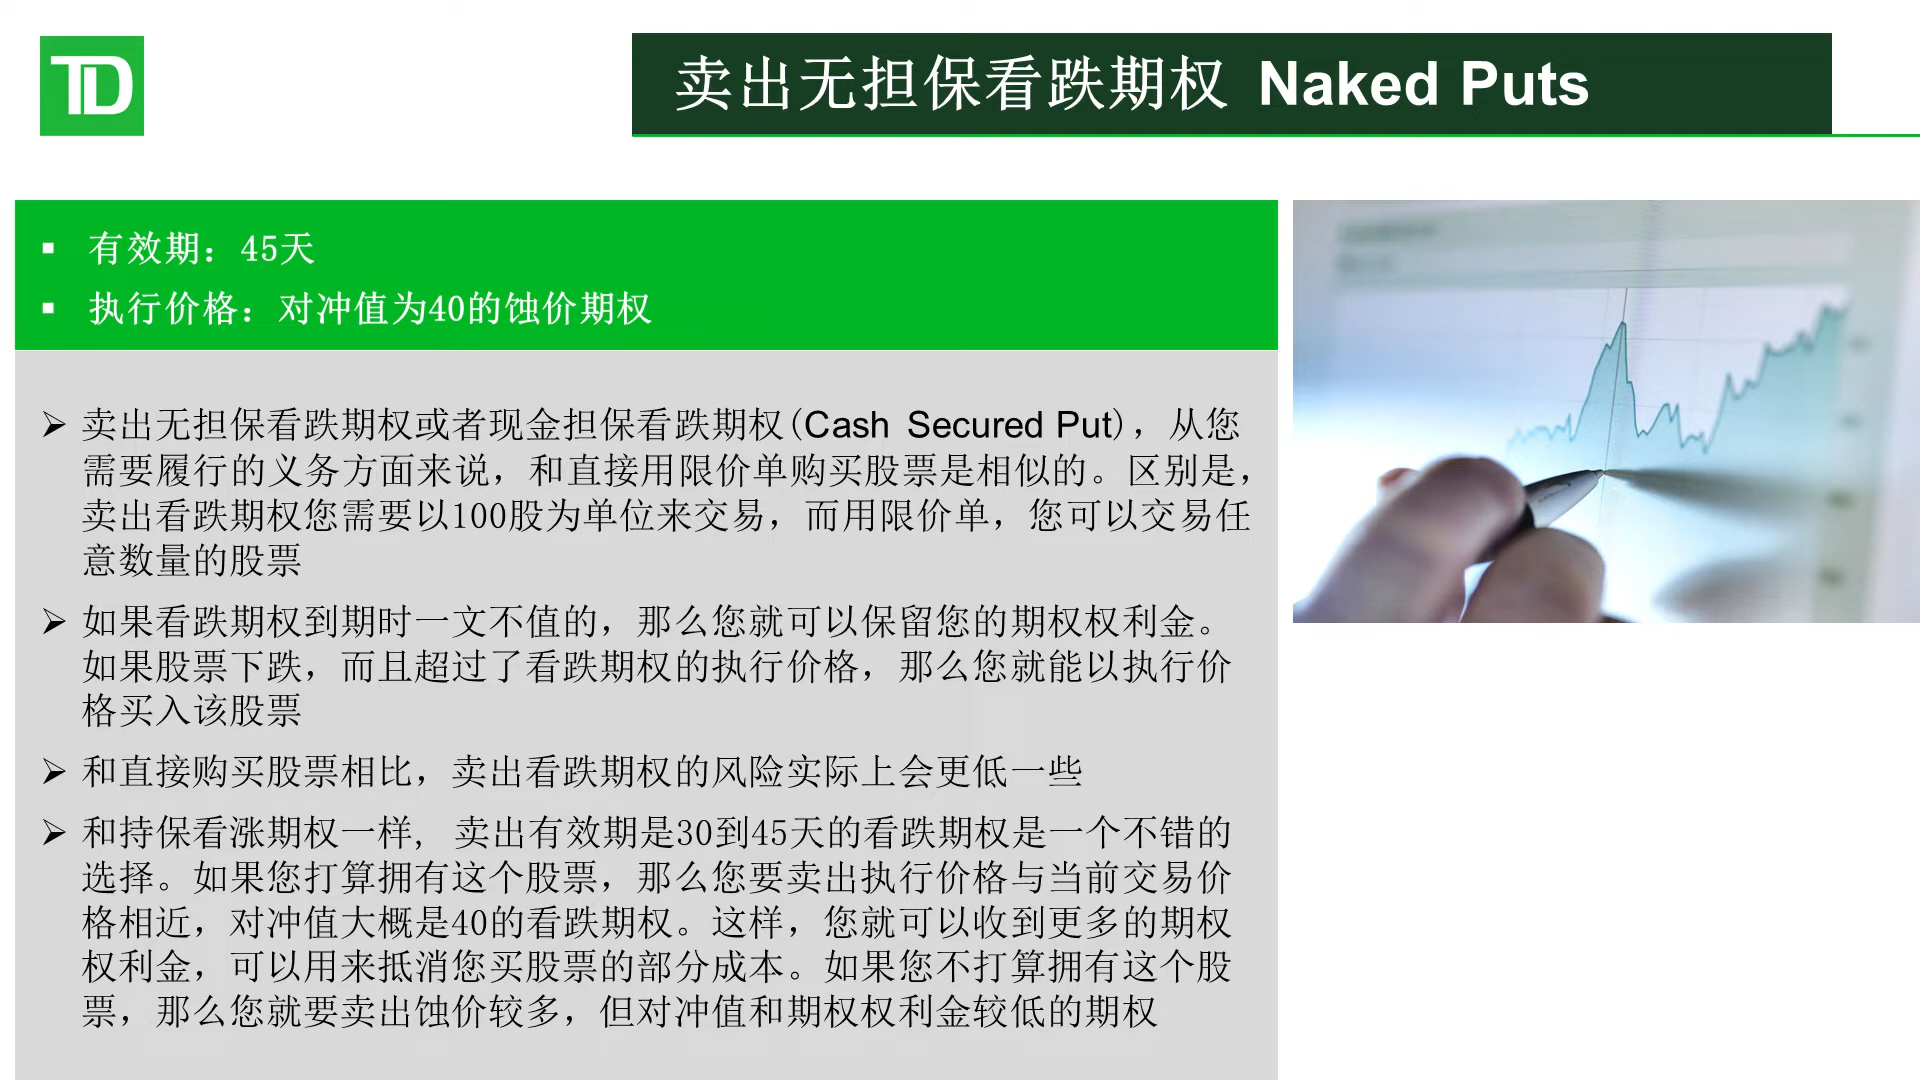 TD
卖出无担保看跌期权 Naked Puts
▪ 有效期：45天
▪ 执行价格：对冲值为40的蚀价期权
➢ 卖出无担保看跌期权或者现金担保看跌期权(Cash Secured Put)，从您
需要履行的义务方面来说，和直接用限价单购买股票是相似的。区别是，
卖出看跌期权您需要以100股为单位来交易，而用限价单，您可以交易任
意数量的股票
➢ 如果看跌期权到期时一文不值的，那么您就可以保留您的期权权利金。
如果股票下跌，而且超过了看跌期权的执行价格，那么您就能以执行价
格买入该股票
➢ 和直接购买股票相比，卖出看跌期权的风险实际上会更低一些
➢ 和持保看涨期权一样, 卖出有效期是30到45天的看跌期权是一个不错的
选择。如果您打算拥有这个股票，那么您要卖出执行价格与当前交易价
格相近，对冲值大概是40的看跌期权。这样，您就可以收到更多的期权
权利金，可以用来抵消您买股票的部分成本。如果您不打算拥有这个股
票，那么您就要卖出蚀价较多，但对冲值和期权权利金较低的期权